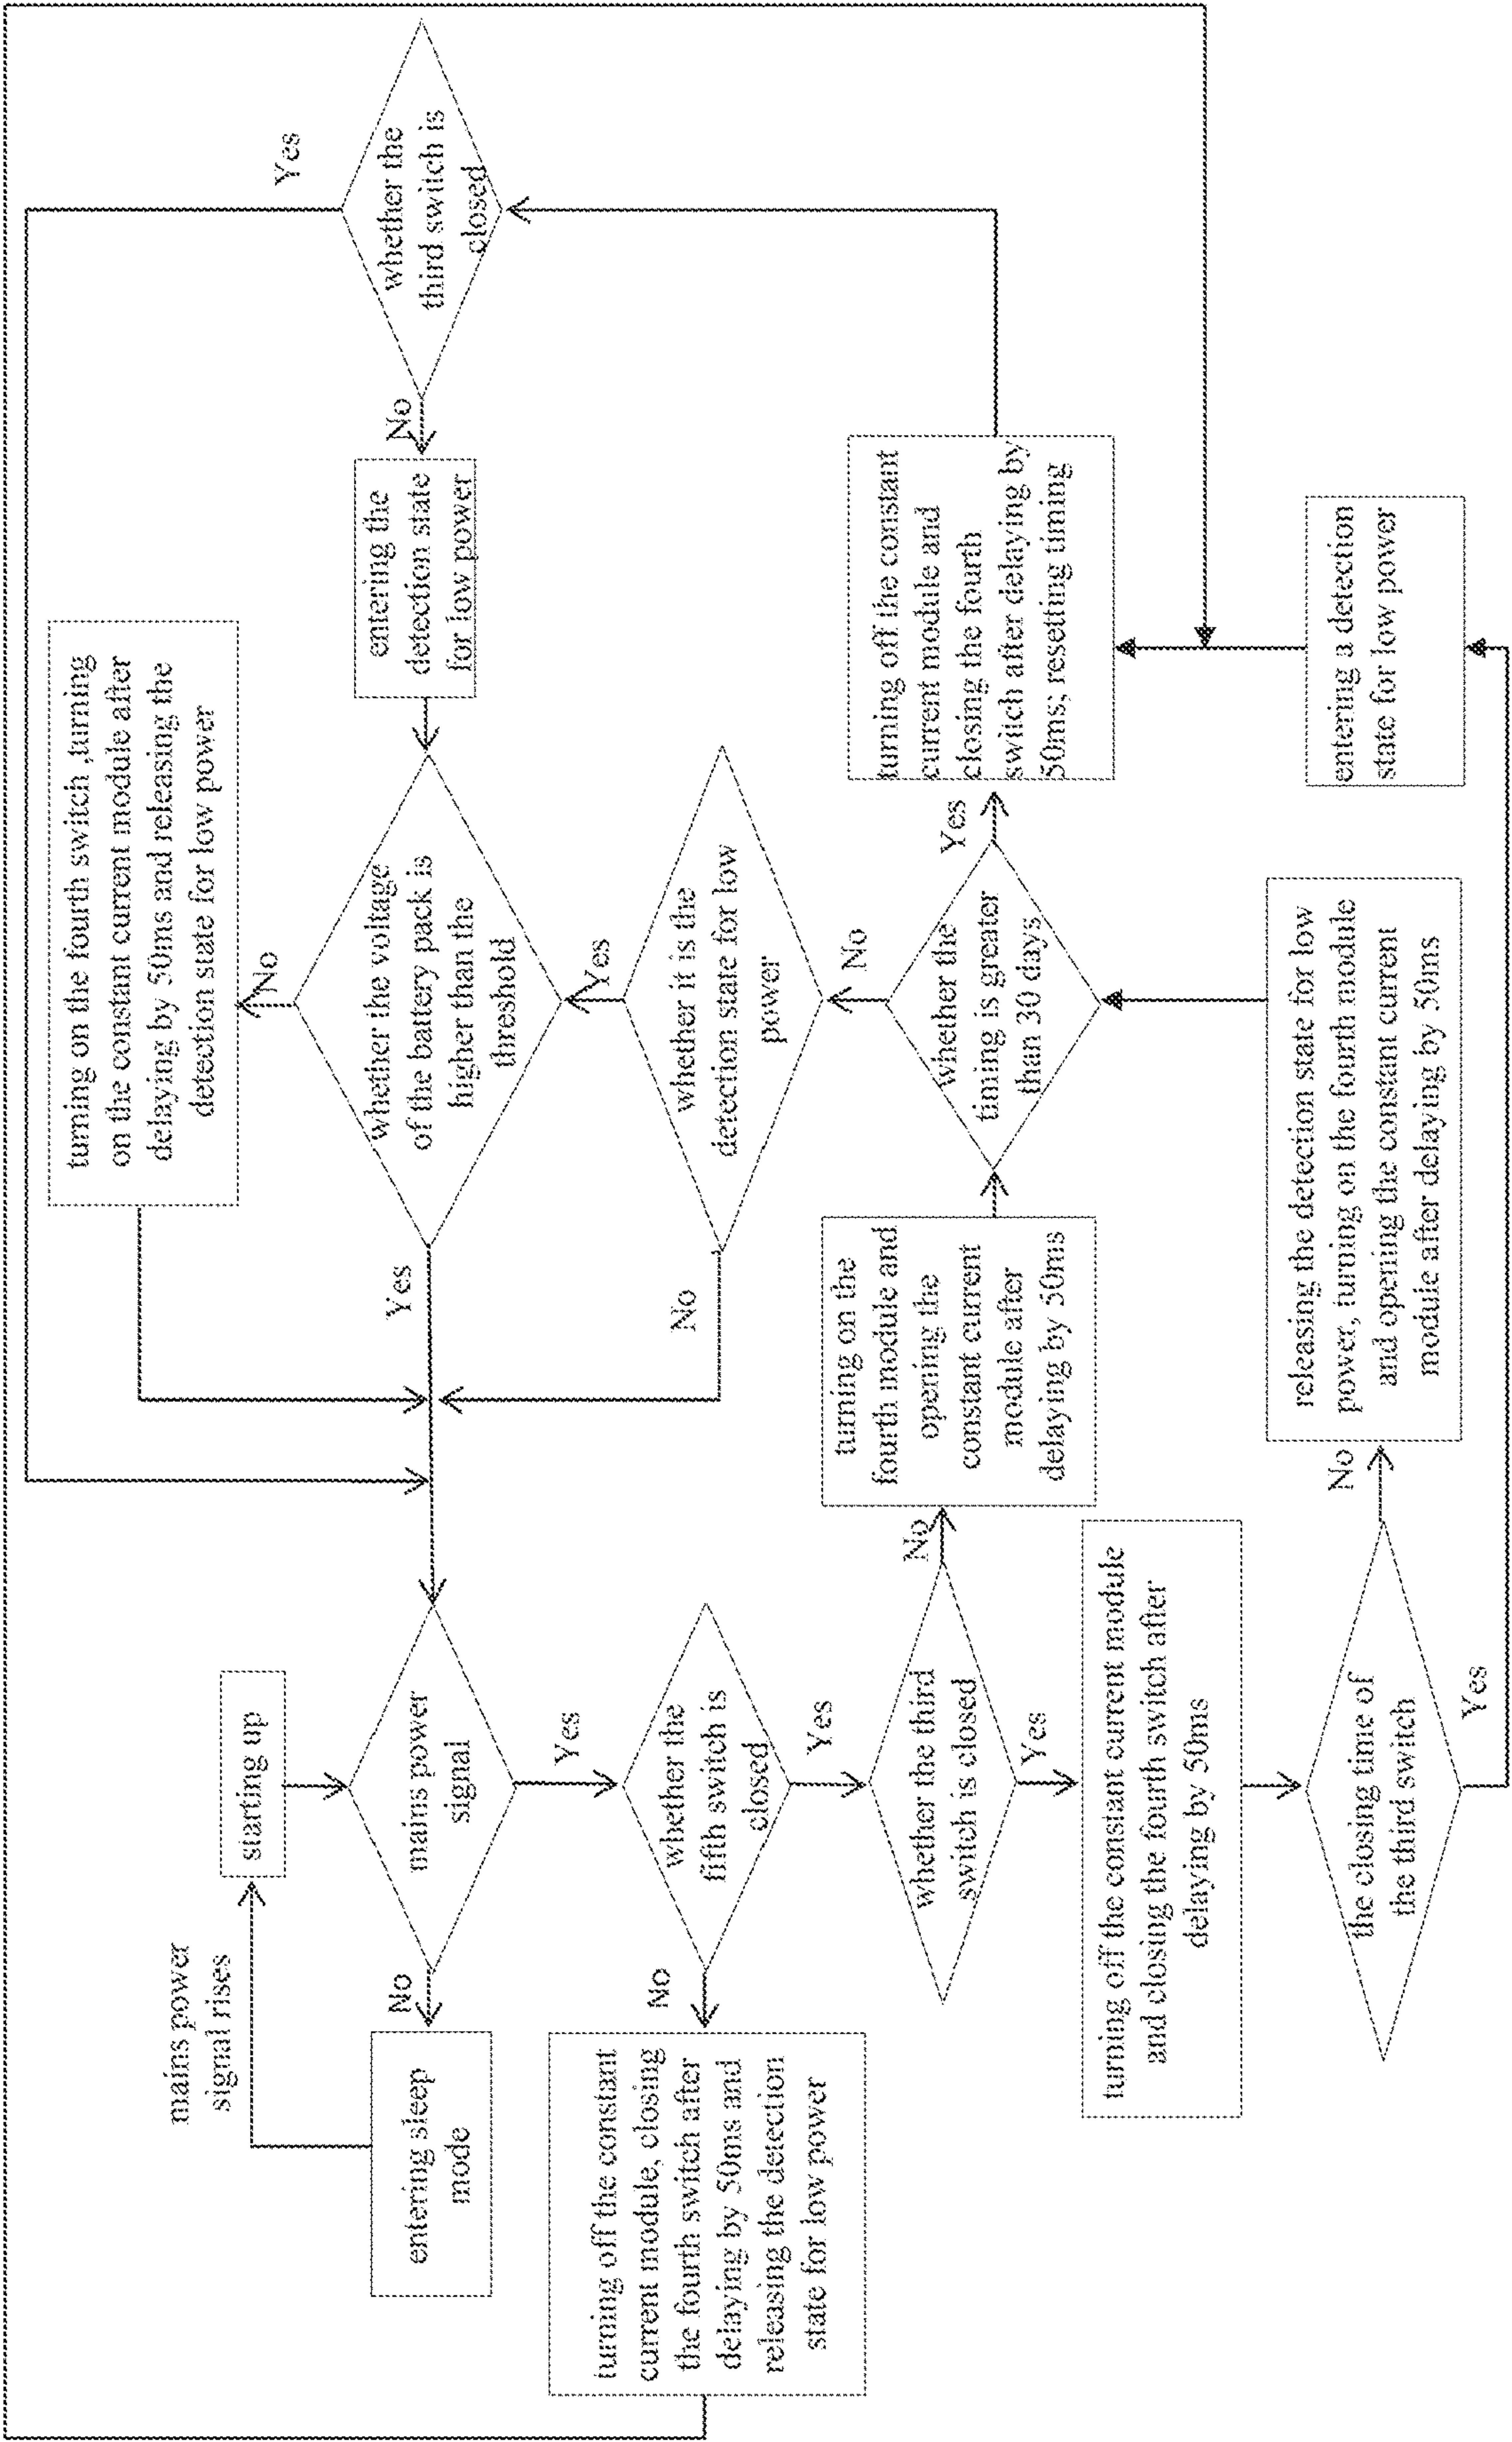 mains power
signal rises
starting up
entering sleep
mode
No
mains power
signal
Yes
No
whether the
fifth switch is
closed
Yes
turning off the constant
current module, closing
the fourth switch after
delaying by 50ms and
releasing the detection
state for low power
whether the third
switch is closed
No
Yes
turning off the constant current module
and closing the fourth switch after
delaying by 50ms
the closing time of
the third switch
No
Yes
turning on the fourth switch ,turning
on the constant current module after
delaying by 50ms and releasing the
detection state for low power
No
whether the voltage
of the battery pack is
higher than the
threshold
Yes
Yes
whether it is the
detection state for low
power
No
No
whether the
timing is greater
than 30 days
Yes
turning on the
fourth module and
opening the
constant current
module after
delaying by 50ms
releasing the detection state for low
power, turning on the fourth module
and opening the constant current
module after delaying by 50ms
Yes
whether the
third switch is
closed
No
entering the
detection state
for low power
turning off the constant
current module and
closing the fourth
switch after delaying by
50ms; resetting timing
entering a detection
state for low power